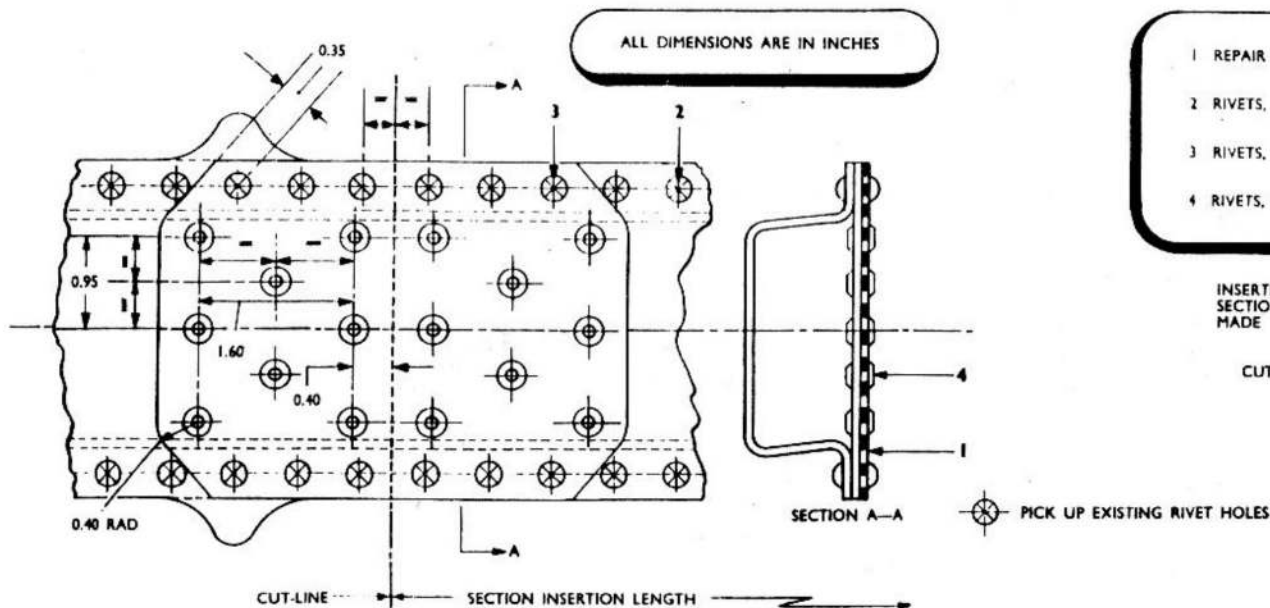 ALL DIMENSIONS ARE IN INCHES
1 REPAIR
2 RIVETS,
3 RIVETS,
4 RIVETS,
0.35
A
3
2
0.95
1.60
0.40
4
1
INSERT
SECTION
MADE
CUT
0.40 RAD
SECTION A—A
PICK UP EXISTING RIVET HOLES
A
CUT-LINE
SECTION INSERTION LENGTH